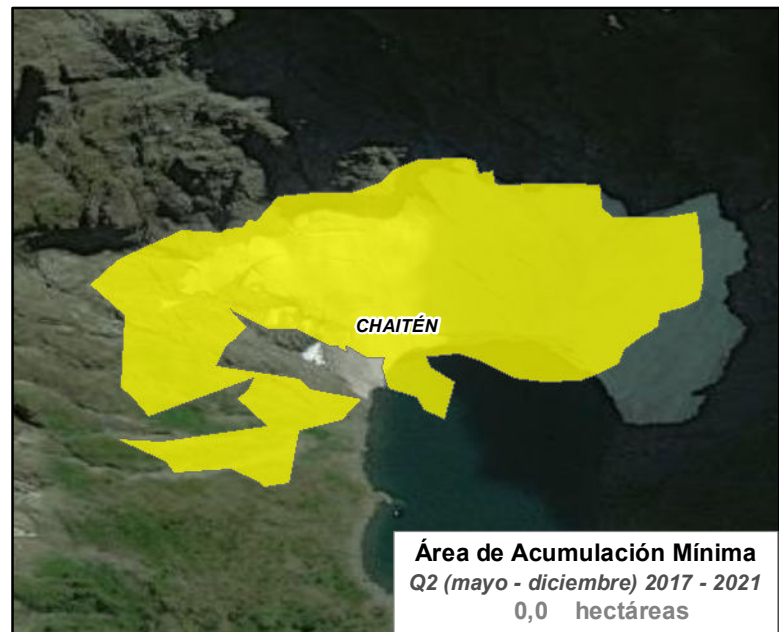 CHAITÉN
Área de Acumulación Mínima
Q2 (mayo - diciembre) 2017 - 2021
0,0 hectáreas